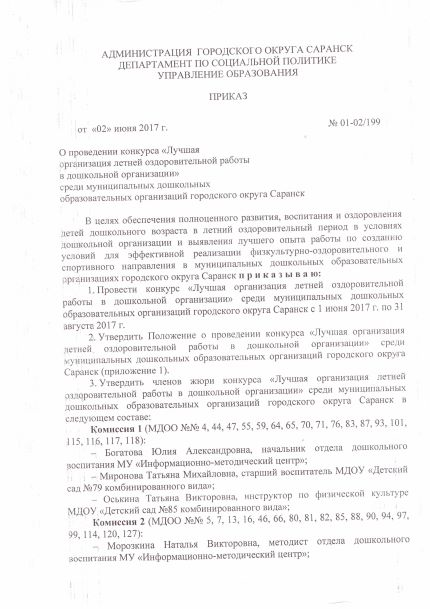 АДМИНИСТРАЦИЯ ГОРОДСКОГО ОКРУГА САРАНСК
ДЕПАРТАМЕНТ ПО СОЦИАЛЬНОЙ ПОЛИТИКЕ
УПРАВЛЕНИЕ ОБРАЗОВАНИЯ
ПРИКАЗ
от «02» июня 2017 г. № 01-02/199
О проведении конкурса «Лучшая
организация летней оздоровительной работы
в дошкольной организации»
среди муниципальных дошкольных
образовательных организаций городского округа Саранск
В целях обеспечения полноценного развития, воспитания и оздоровления
детей дошкольного возраста в летний оздоровительный период в условиях
дошкольной организации и выявления лучшего опыта работы по созданию
условий для эффективной реализации физкультурно-оздоровительного и
спортивного направления в муниципальных дошкольных образовательных
организациях городского округа Саранск п р и к а з ы в а ю:
1. Провести конкурс «Лучшая организация летней оздоровительной
работы в дошкольной организации» среди муниципальных дошкольных
образовательных организаций городского округа Саранск с 1 июня 2017 г. по 31
августа 2017 г.
2. Утвердить Положение о проведении конкурса «Лучшая организация
летней оздоровительной работы в дошкольной организации» среди
муниципальных дошкольных образовательных организаций городского округа
Саранск (приложение 1).
3. Утвердить членов жюри конкурса «Лучшая организация летней
оздоровительной работы в дошкольной организации» среди муниципальных
дошкольных образовательных организаций городского округа Саранск в
следующем составе:
Комиссия 1 (МДОО №№ 4, 44, 47, 55, 59, 64, 65, 70, 71, 76, 83, 87, 93, 101,
115, 116, 117, 118):
– Богатова Юлия Александровна, начальник отдела дошкольного
воспитания МУ «Информационно-методический центр»;
– Миронова Татьяна Михайловна, старший воспитатель МДОУ «Детский
сад №79 комбинированного вида»;
– Оськина Татьяна Викторовна, инструктор по физической культуре
МДОУ «Детский сад №85 комбинированного вида»;
Комиссия 2 (МДОО №№ 5, 7, 13, 16, 46, 66, 80, 81, 82, 85, 88, 90, 94, 97,
99, 114, 120, 127):
– Морозкина Наталья Викторовна, методист отдела дошкольного
воспитания МУ «Информационно-методический центр»;